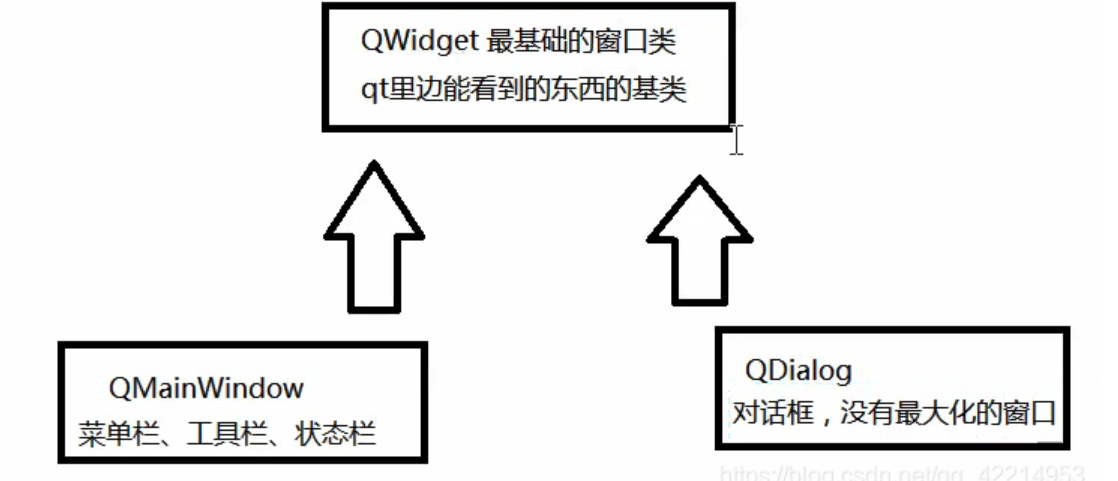 QWidget 最基础的窗口类
qt里边能看到的东西的基类
QMainWindow
菜单栏、工具栏、状态栏
QDialog
对话框，没有最大化的窗口
https://blog.csdn.net/qq_42214953